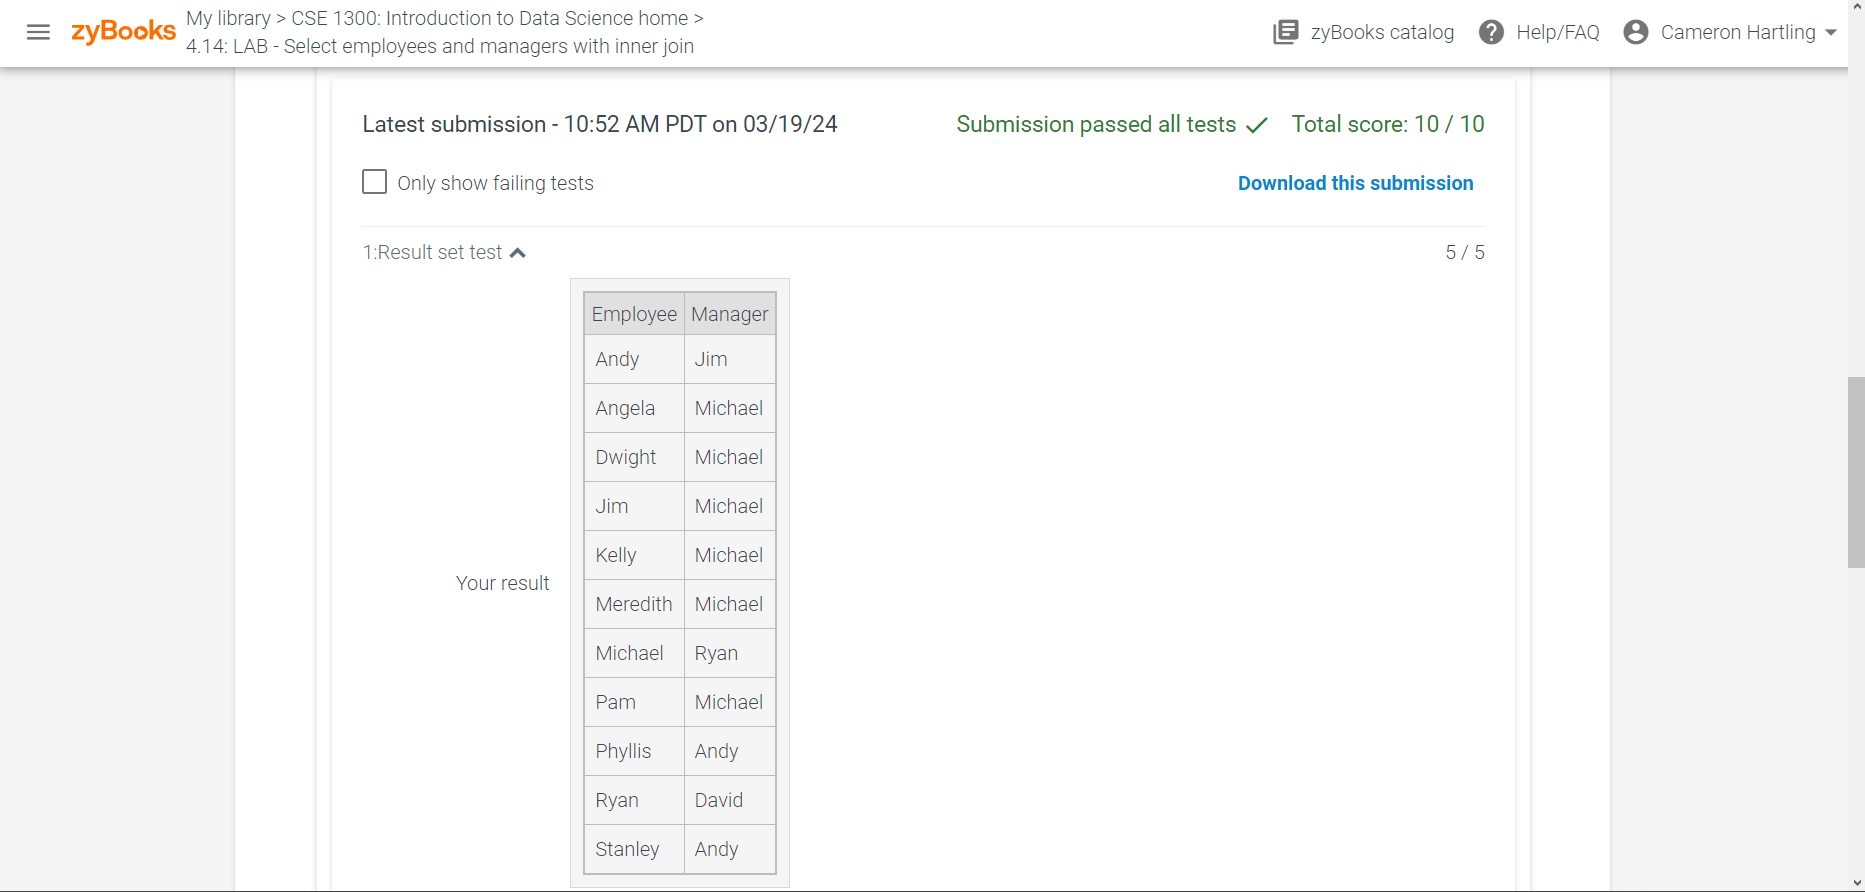 zyBooks
My library > CSE 1300: Introduction to Data Science home >
4.14: LAB - Select employees and managers with inner join
zyBooks catalog
Help/FAQ
Cameron Hartling
Latest submission - 10:52 AM PDT on 03/19/24
Submission passed all tests
Total score: 10 / 10
Only show failing tests
Download this submission
1:Result set test
5 / 5
Your result
Employee Manager
Andy Jim
Angela Michael
Dwight Michael
Jim Michael
Kelly Michael
Meredith Michael
Michael Ryan
Pam Michael
Phyllis Andy
Ryan David
Stanley Andy